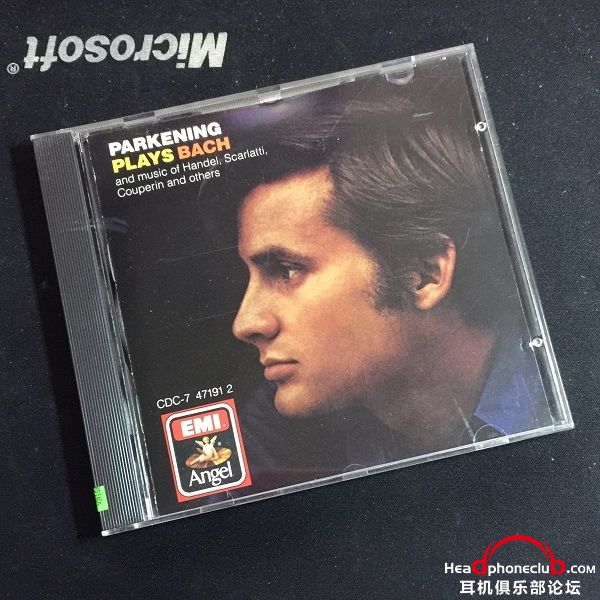 Microsoft®
PARKENING
PLAYS BACH
and music of Handel, Scarlatti,
Couperin and others
CDC-7 47191 2
EMI
Angel
Headphoneclub.com
耳机俱乐部论坛